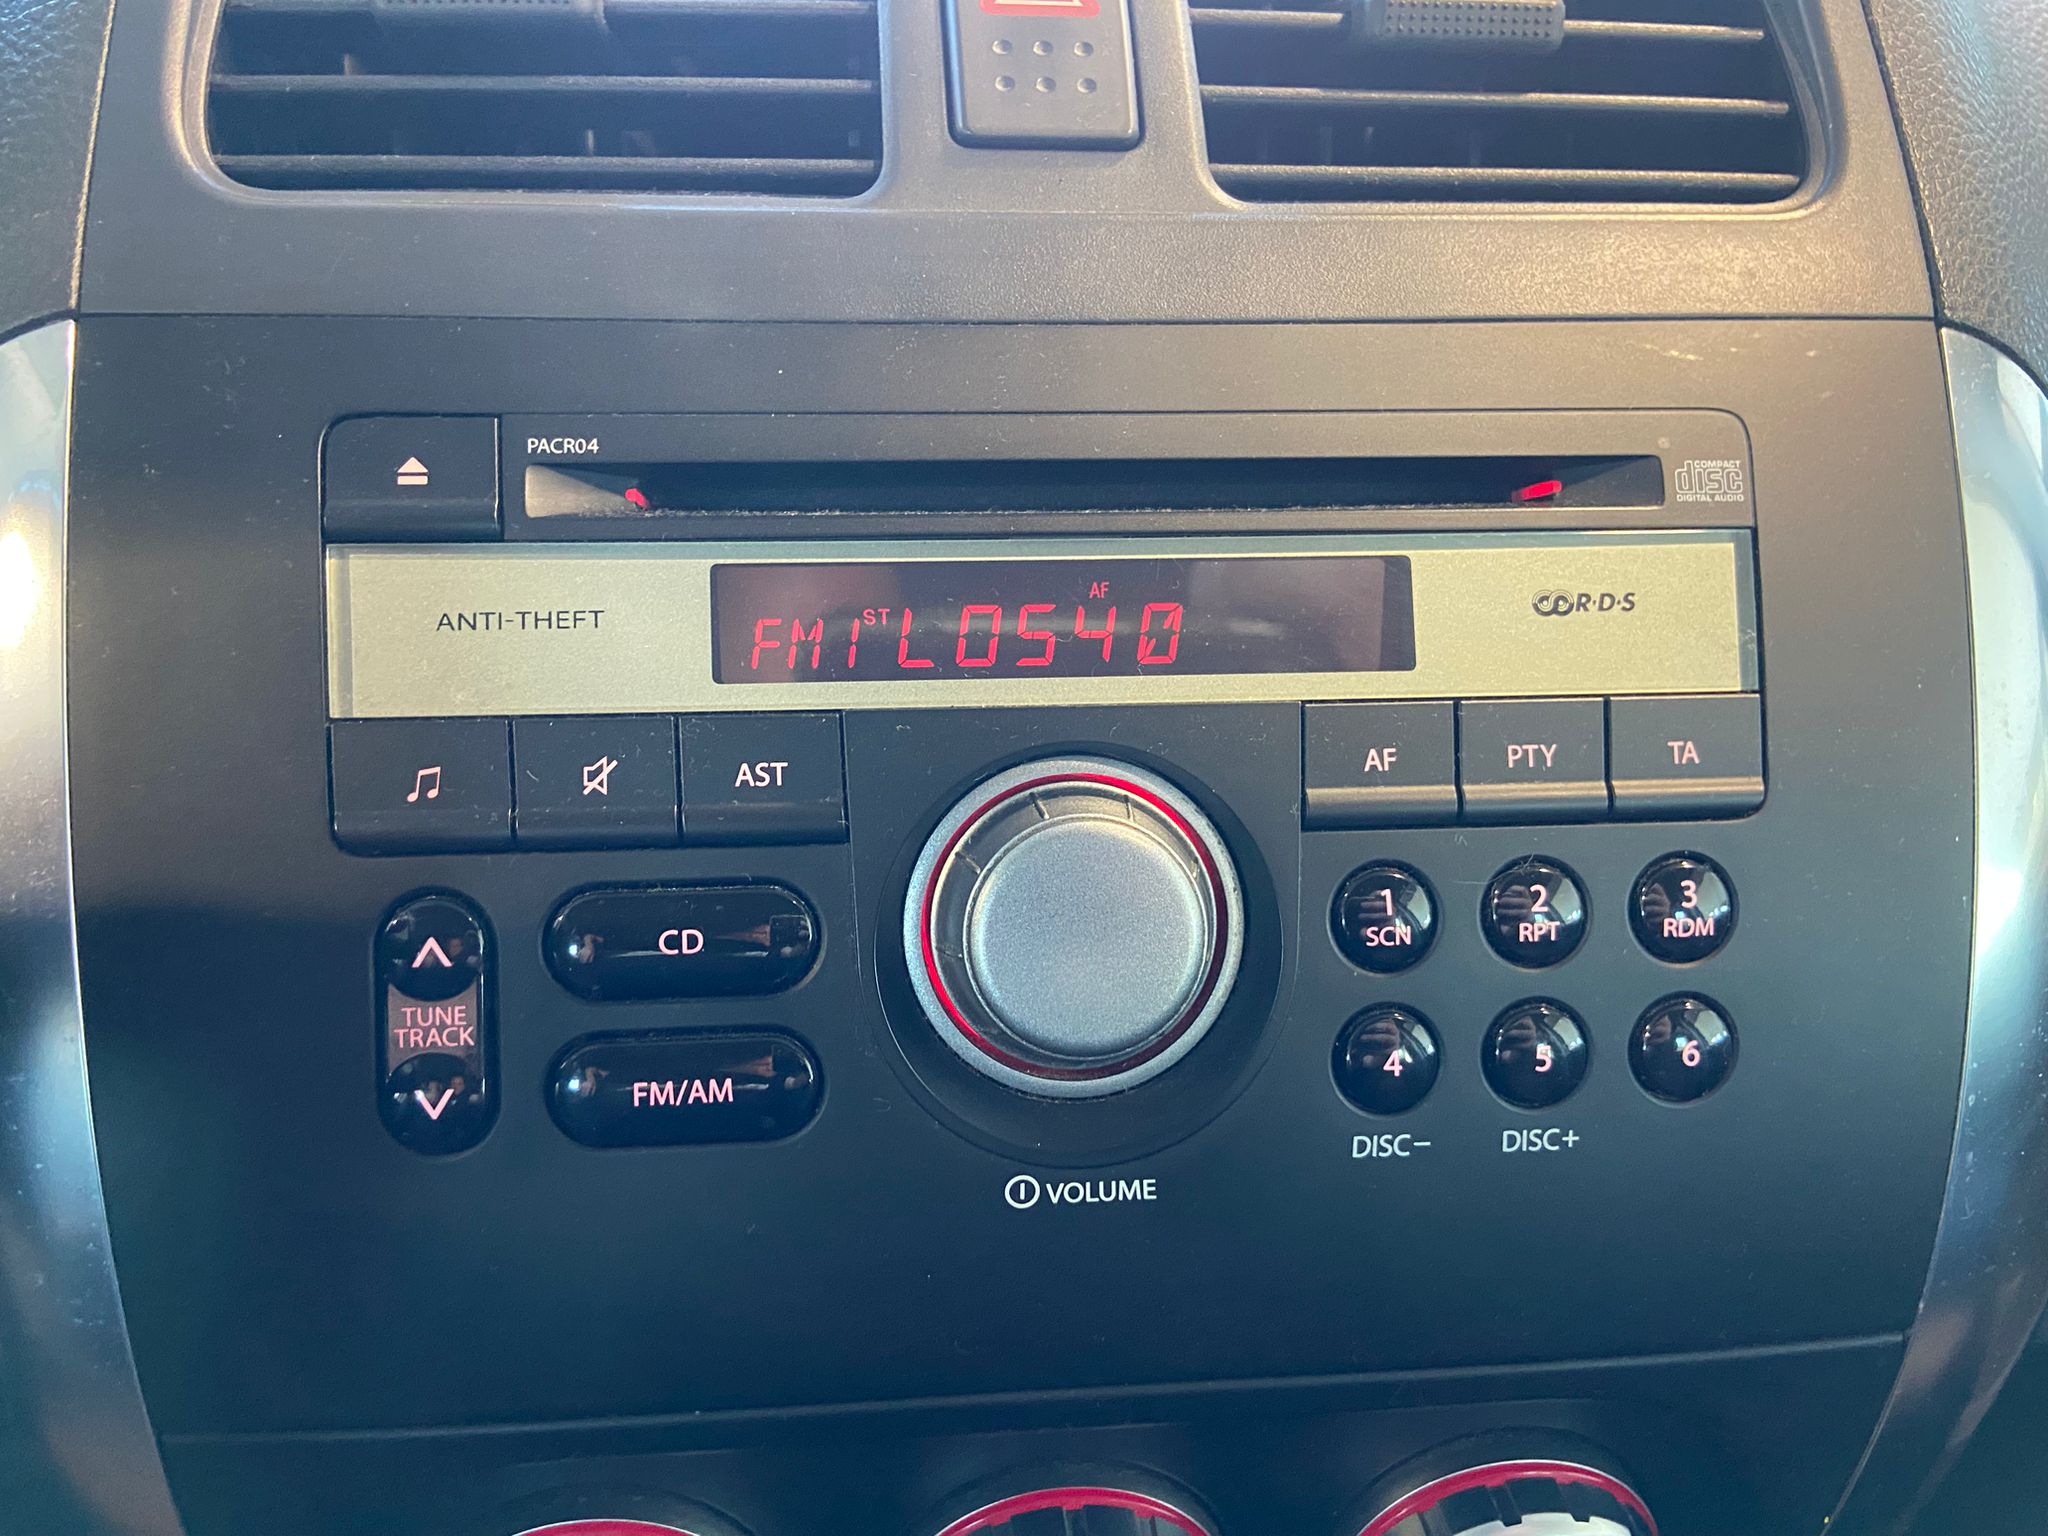 PACR04
COMPACT
disc
DIGITAL AUDIO
ANTI-THEFT
AF
FM1 ST LOS40
R·D·S
AST
AF
PTY
TA
CD
TUNE
TRACK
FM/AM
1
SCN
2
RPT
3
RDM
4
5
6
DISC−
DISC+
VOLUME